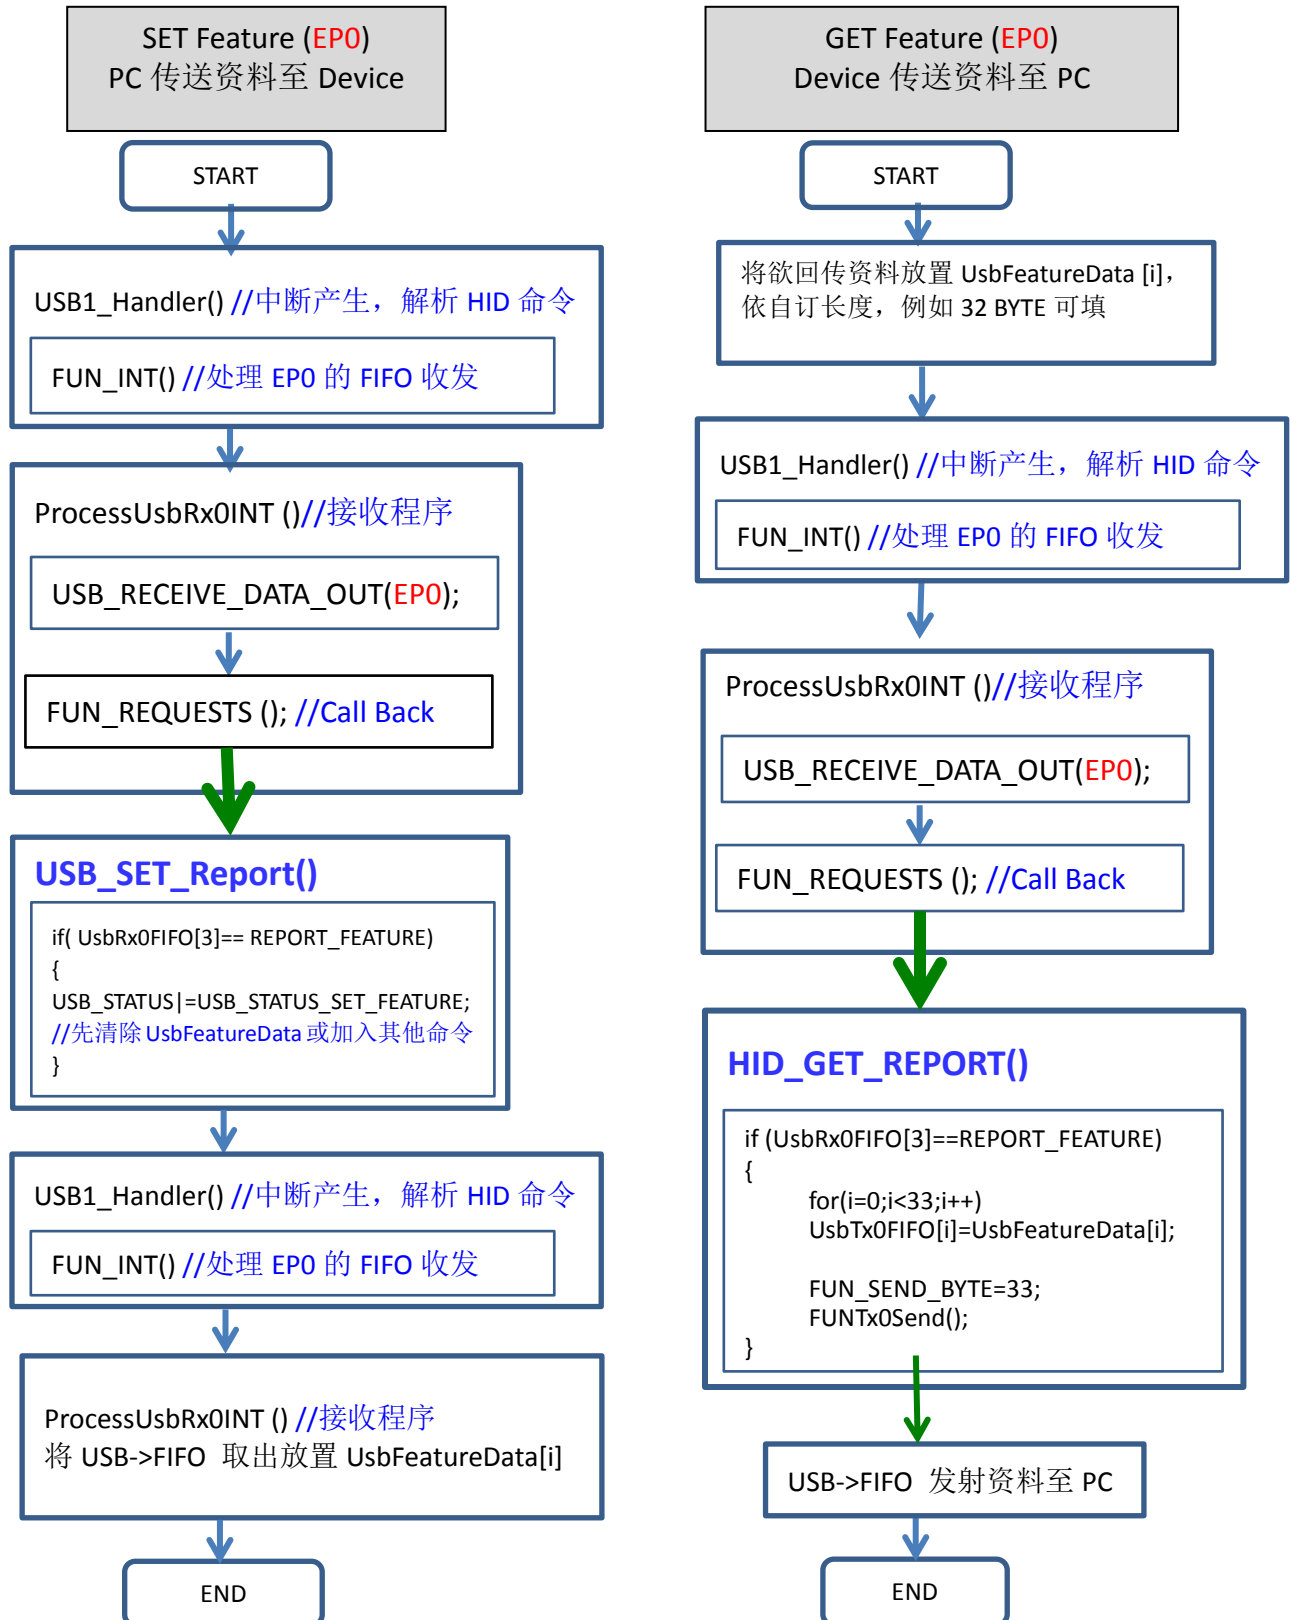 SET Feature (EP0)
PC 传送资料至 Device
START
USB1_Handler() //中断产生，解析 HID 命令
FUN_INT() //处理 EP0 的 FIFO 收发
ProcessUsbRx0INT ()//接收程序
USB_RECEIVE_DATA_OUT(EP0);
FUN_REQUESTS (); //Call Back
USB_SET_Report()
if( UsbRx0FIFO[3]== REPORT_FEATURE)
{
USB_STATUS|=USB_STATUS_SET_FEATURE;
//先清除 UsbFeatureData 或加入其他命令
}
USB1_Handler() //中断产生，解析 HID 命令
FUN_INT() //处理 EP0 的 FIFO 收发
ProcessUsbRx0INT () //接收程序
将 USB->FIFO 取出放置 UsbFeatureData[i]
END
GET Feature (EP0)
Device 传送资料至 PC
START
将欲回传资料放置 UsbFeatureData [i]，
依自订长度，例如 32 BYTE 可填
USB1_Handler() //中断产生，解析 HID 命令
FUN_INT() //处理 EP0 的 FIFO 收发
ProcessUsbRx0INT ()//接收程序
USB_RECEIVE_DATA_OUT(EP0);
FUN_REQUESTS (); //Call Back
HID_GET_REPORT()
if (UsbRx0FIFO[3]==REPORT_FEATURE)
{
for(i=0;i<33;i++)
UsbTx0FIFO[i]=UsbFeatureData[i];
FUN_SEND_BYTE=33;
FUNTx0Send();
}
USB->FIFO 发射资料至 PC
END